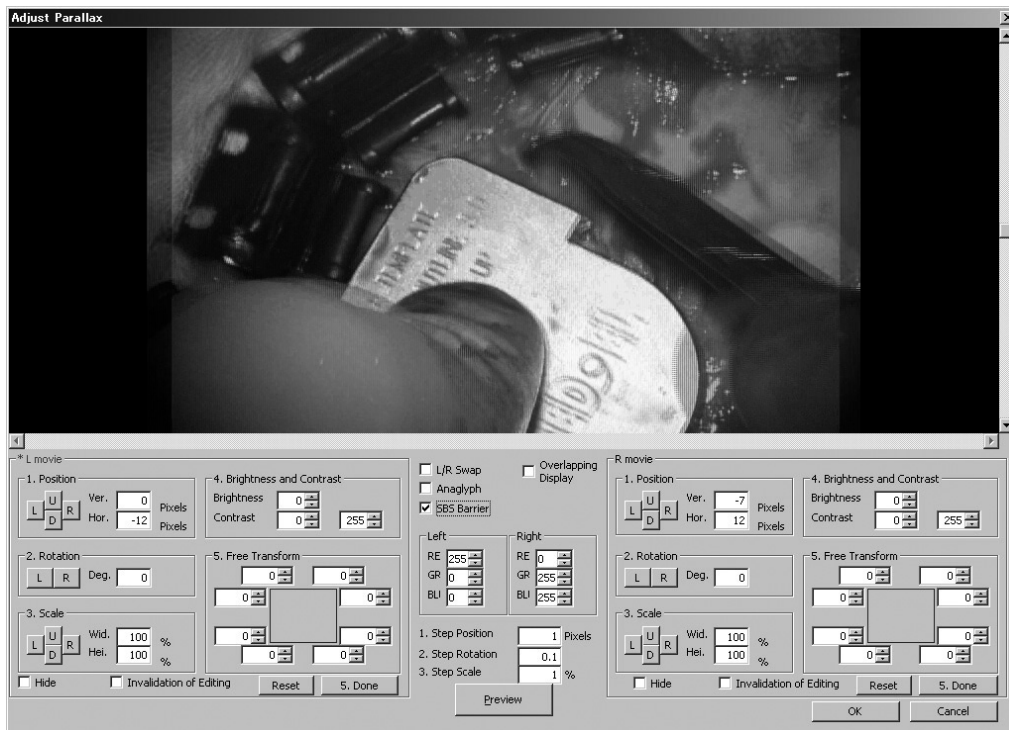 Adjust Parallax
TEMPLATE
* L movie
1. Position
U
L
R
D
Ver. 0 Pixels
Hor. -12 Pixels
4. Brightness and Contrast
Brightness 0
Contrast 0 255
2. Rotation
L R Deg. 0
5. Free Transform
0 0
0 0
0 0
0 0
3. Scale
U
L
R
D
Wid. 100 %
Hei. 100 %
Hide
Invalidation of Editing
Reset
5. Done
L/R Swap
Overlapping Display
Anaglyph
SBS Barrier
Left
RE 255
GR 0
BLI 0
Right
RE 0
GR 255
BLI 255
1. Step Position 1 Pixels
2. Step Rotation 0.1
3. Step Scale 1 %
Preview
R movie
1. Position
U
L
R
D
Ver. -7 Pixels
Hor. 12 Pixels
4. Brightness and Contrast
Brightness 0
Contrast 0 255
2. Rotation
L R Deg. 0
5. Free Transform
0 0
0 0
0 0
0 0
3. Scale
U
L
R
D
Wid. 100 %
Hei. 100 %
Hide
Invalidation of Editing
Reset
5. Done
OK
Cancel